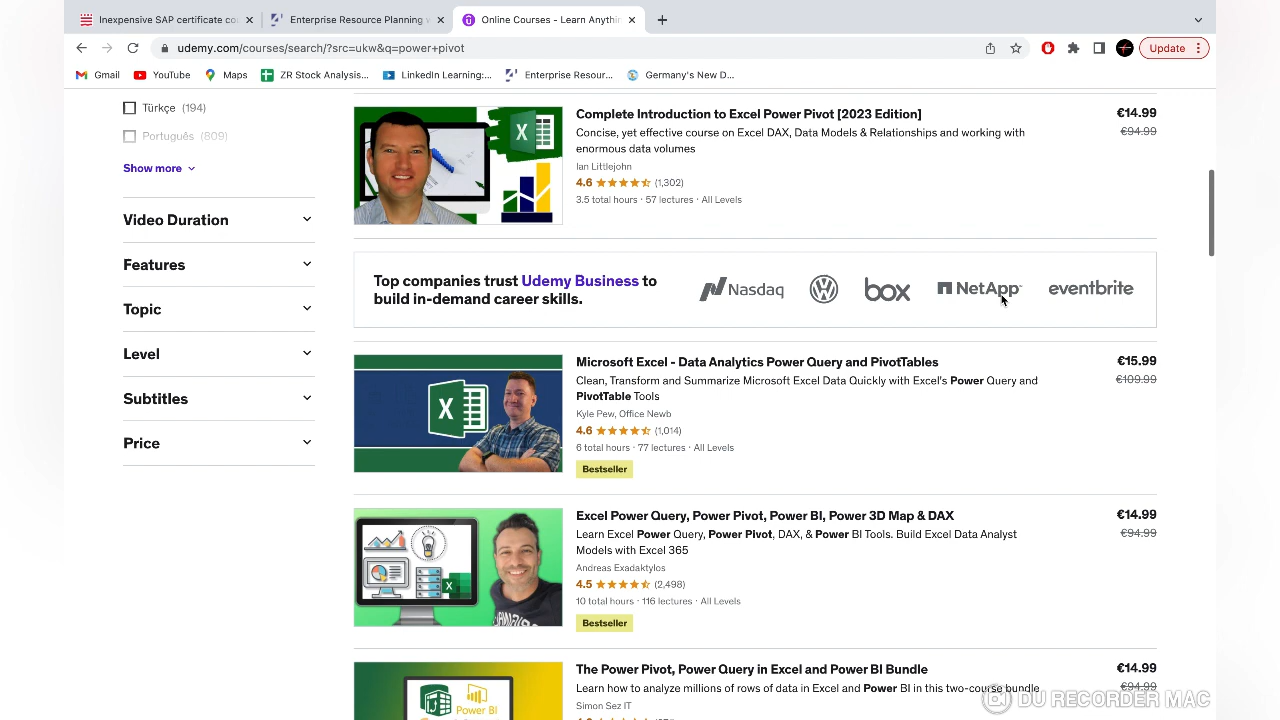 Inexpensive SAP certificate co
Enterprise Resource Planning
Online Courses - Learn Anythin
udemy.com/courses/search/?src=ukw&q=power+pivot
Update
Gmail
YouTube
Maps
ZR Stock Analysis...
LinkedIn Learning:...
Enterprise Resour...
Germany's New D...
Türkçe (194)
Português (809)
Show more
Video Duration
Features
Topic
Level
Subtitles
Price
Complete Introduction to Excel Power Pivot [2023 Edition]
€14.99
Concise, yet effective course on Excel DAX, Data Models & Relationships and working with
€94.99
enormous data volumes
Ian Littlejohn
4.6 (1,302)
3.5 total hours · 57 lectures · All Levels
Top companies trust Udemy Business to
build in-demand career skills.
Nasdaq
box
NetApp
eventbrite
Microsoft Excel - Data Analytics Power Query and PivotTables
€15.99
Clean, Transform and Summarize Microsoft Excel Data Quickly with Excel's Power Query and
€109.99
PivotTable Tools
Kyle Pew, Office Newb
4.6 (1,014)
6 total hours · 77 lectures · All Levels
Bestseller
Excel Power Query, Power Pivot, Power BI, Power 3D Map & DAX
€14.99
Learn Excel Power Query, Power Pivot, DAX, & Power BI Tools. Build Excel Data Analyst
€94.99
Models with Excel 365
Andreas Exadaktylos
4.5 (2,498)
10 total hours · 116 lectures · All Levels
Bestseller
The Power Pivot, Power Query in Excel and Power BI Bundle
€14.99
Learn how to analyze millions of rows of data in Excel and Power BI in this two-course bundle
€94.99
Simon Sez IT
Power BI
DU RECORDER MAC